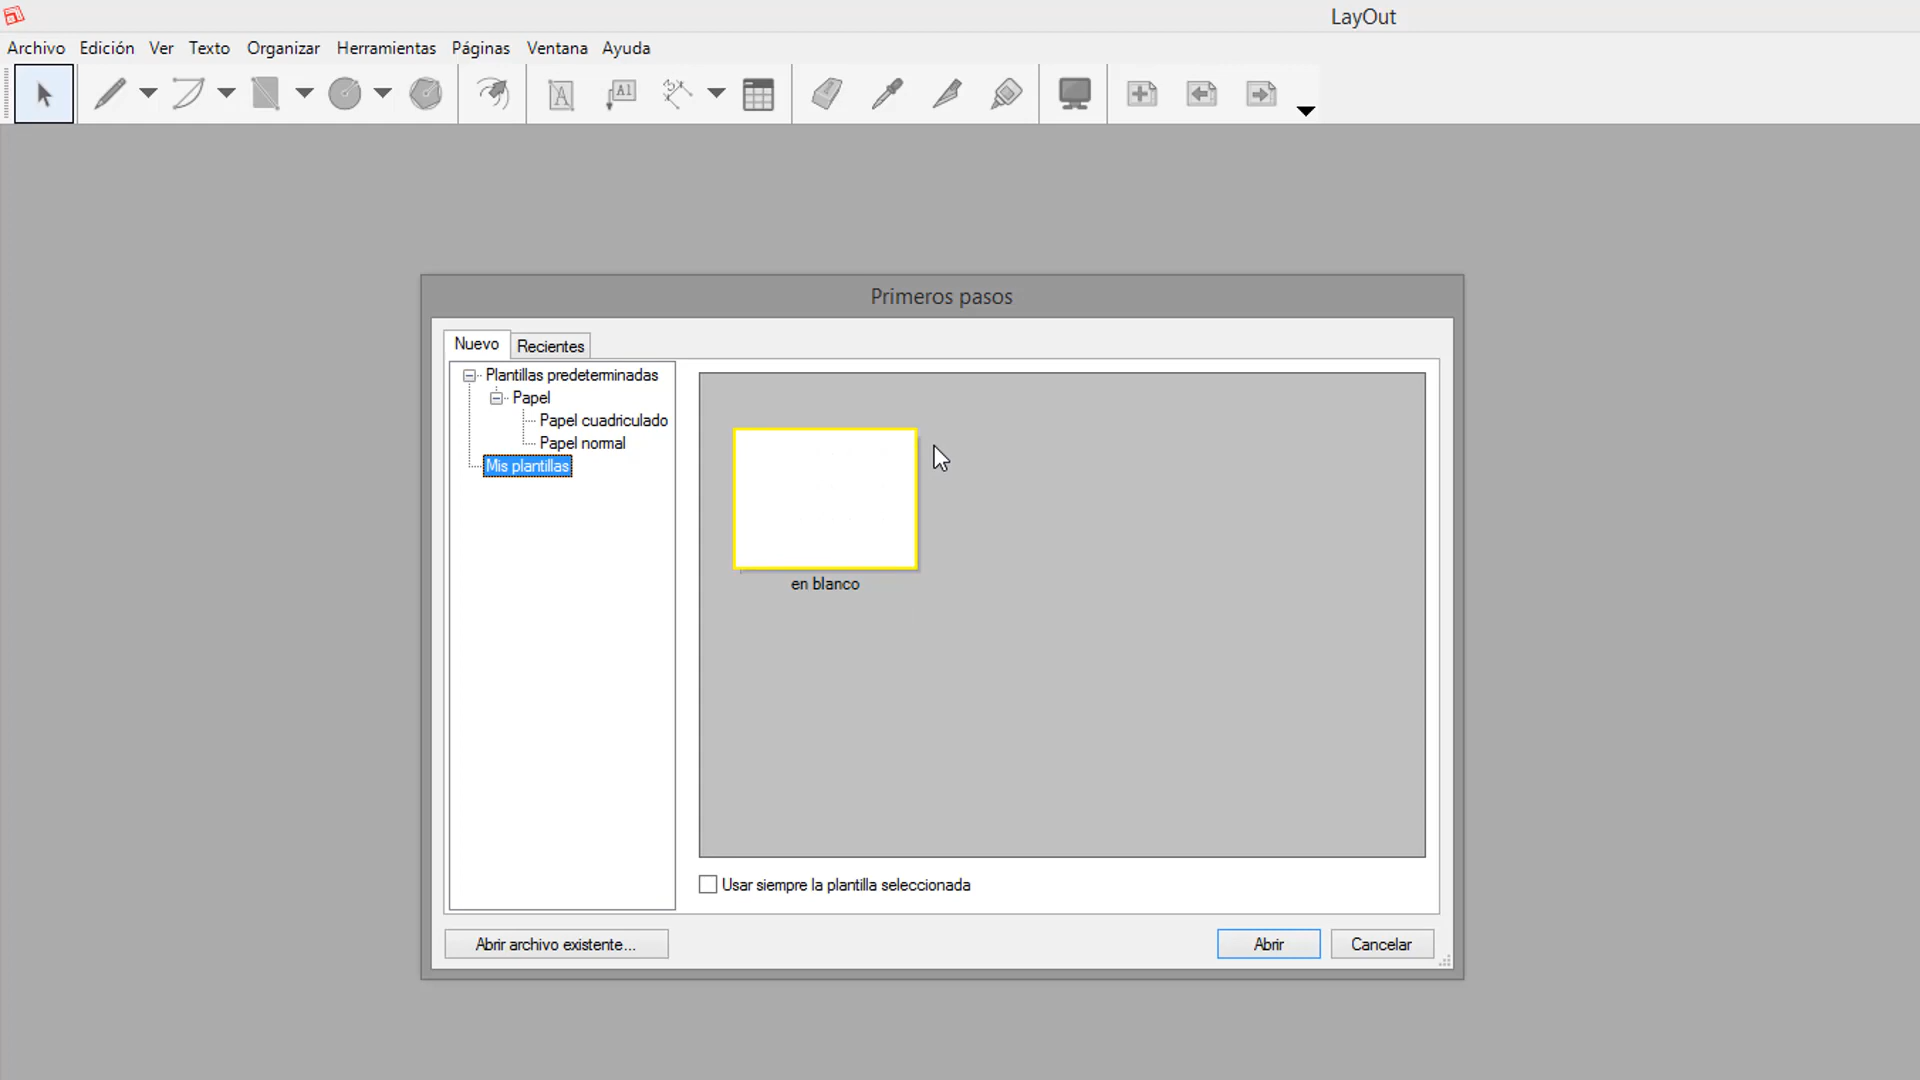 LayOut
Archivo Edición Ver Texto Organizar Herramientas Páginas Ventana Ayuda
A
A1
Primeros pasos
Nuevo Recientes
Plantillas predeterminadas
Papel
Papel cuadriculado
Papel normal
Mis plantillas
en blanco
Usar siempre la plantilla seleccionada
Abrir archivo existente... Abrir Cancelar